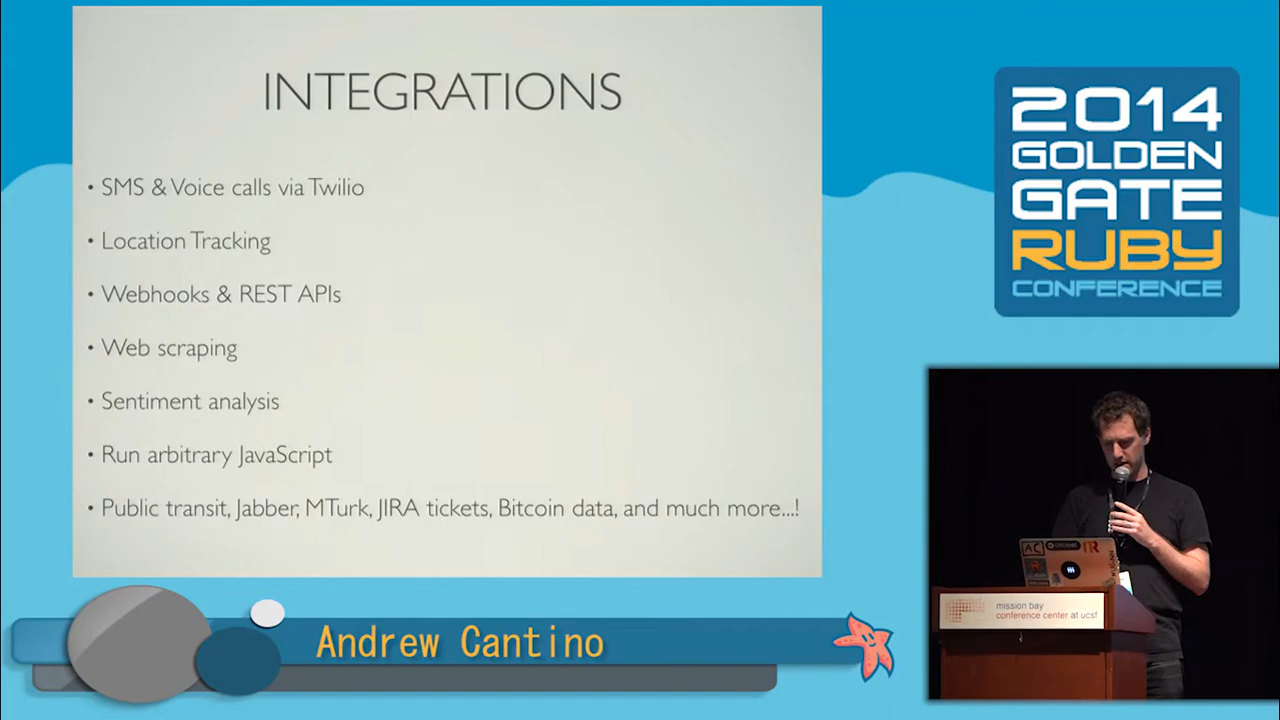 INTEGRATIONS
• SMS & Voice calls via Twilio
• Location Tracking
• Webhooks & REST APIs
• Web scraping
• Sentiment analysis
• Run arbitrary JavaScript
• Public transit, Jabber, MTurk, JIRA tickets, Bitcoin data, and much more...!
2014
GOLDEN
GATE
RUBY
CONFERENCE
AC
mission bay
conference center at ucsf
Andrew Cantino